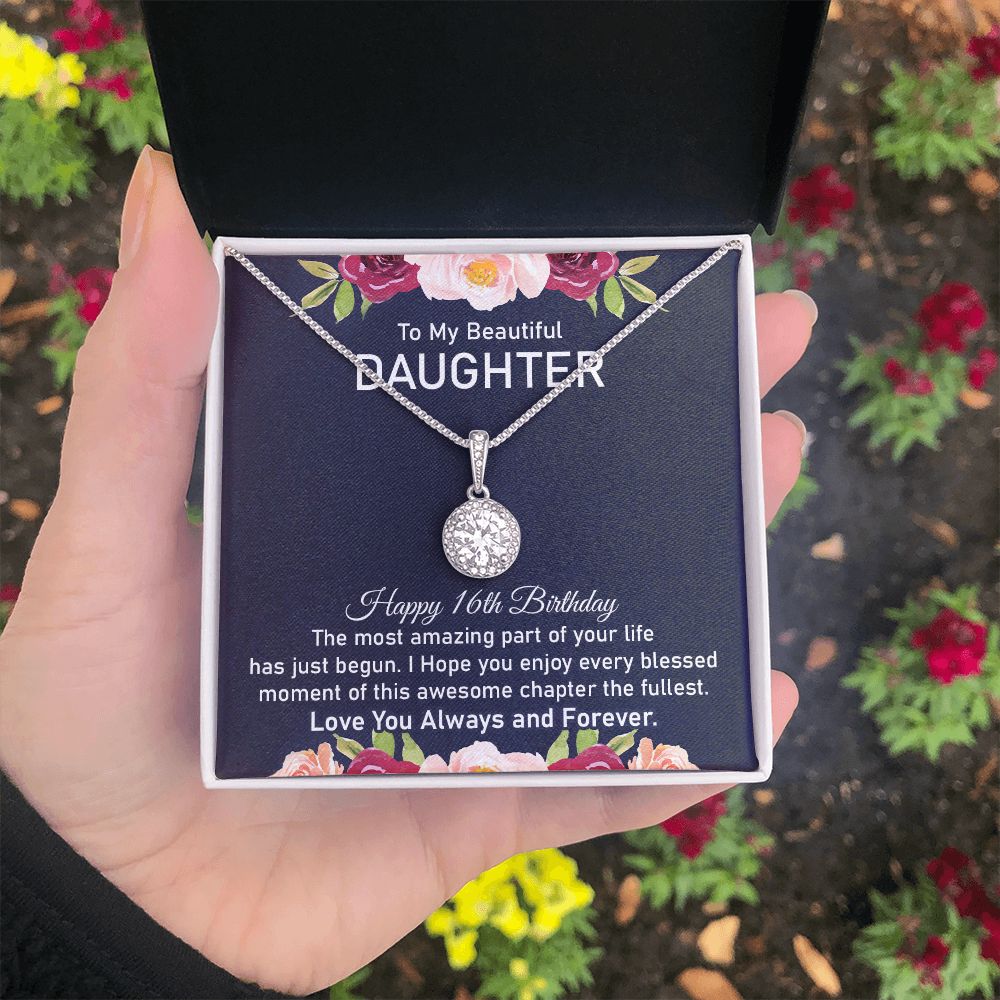 To My Beautiful
DAUGHTER
Happy 16th Birthday
The most amazing part of your life
has just begun. I Hope you enjoy every blessed
moment of this awesome chapter the fullest.
Love You Always and Forever.